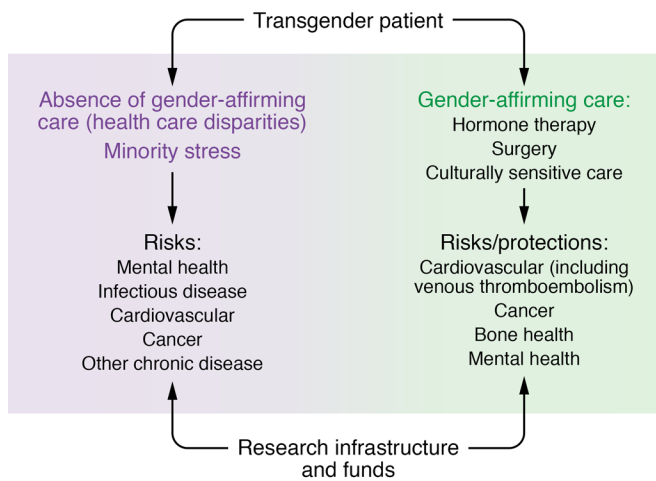 Transgender patient
Absence of gender-affirming
care (health care disparities)
Minority stress
Risks:
Mental health
Infectious disease
Cardiovascular
Cancer
Other chronic disease
Gender-affirming care:
Hormone therapy
Surgery
Culturally sensitive care
Risks/protections:
Cardiovascular (including
venous thromboembolism)
Cancer
Bone health
Mental health
Research infrastructure
and funds